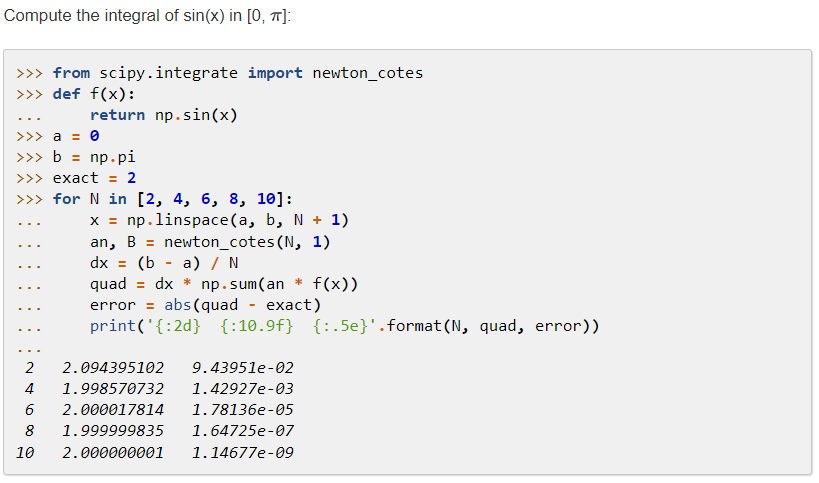 Compute the integral of sin(x) in [0, π]:
>>> from scipy.integrate import newton_cotes
>>> def f(x):
...     return np.sin(x)
>>> a = 0
>>> b = np.pi
>>> exact = 2
>>> for N in [2, 4, 6, 8, 10]:
...     x = np.linspace(a, b, N + 1)
...     an, B = newton_cotes(N, 1)
...     dx = (b - a) / N
...     quad = dx * np.sum(an * f(x))
...     error = abs(quad - exact)
...     print('{:2d}  {:10.9f}  {:.5e}'.format(N, quad, error))
...
 2   2.094395102   9.43951e-02
 4   1.998570732   1.42927e-03
 6   2.000017814   1.78136e-05
 8   1.999999835   1.64725e-07
10   2.000000001   1.14677e-09